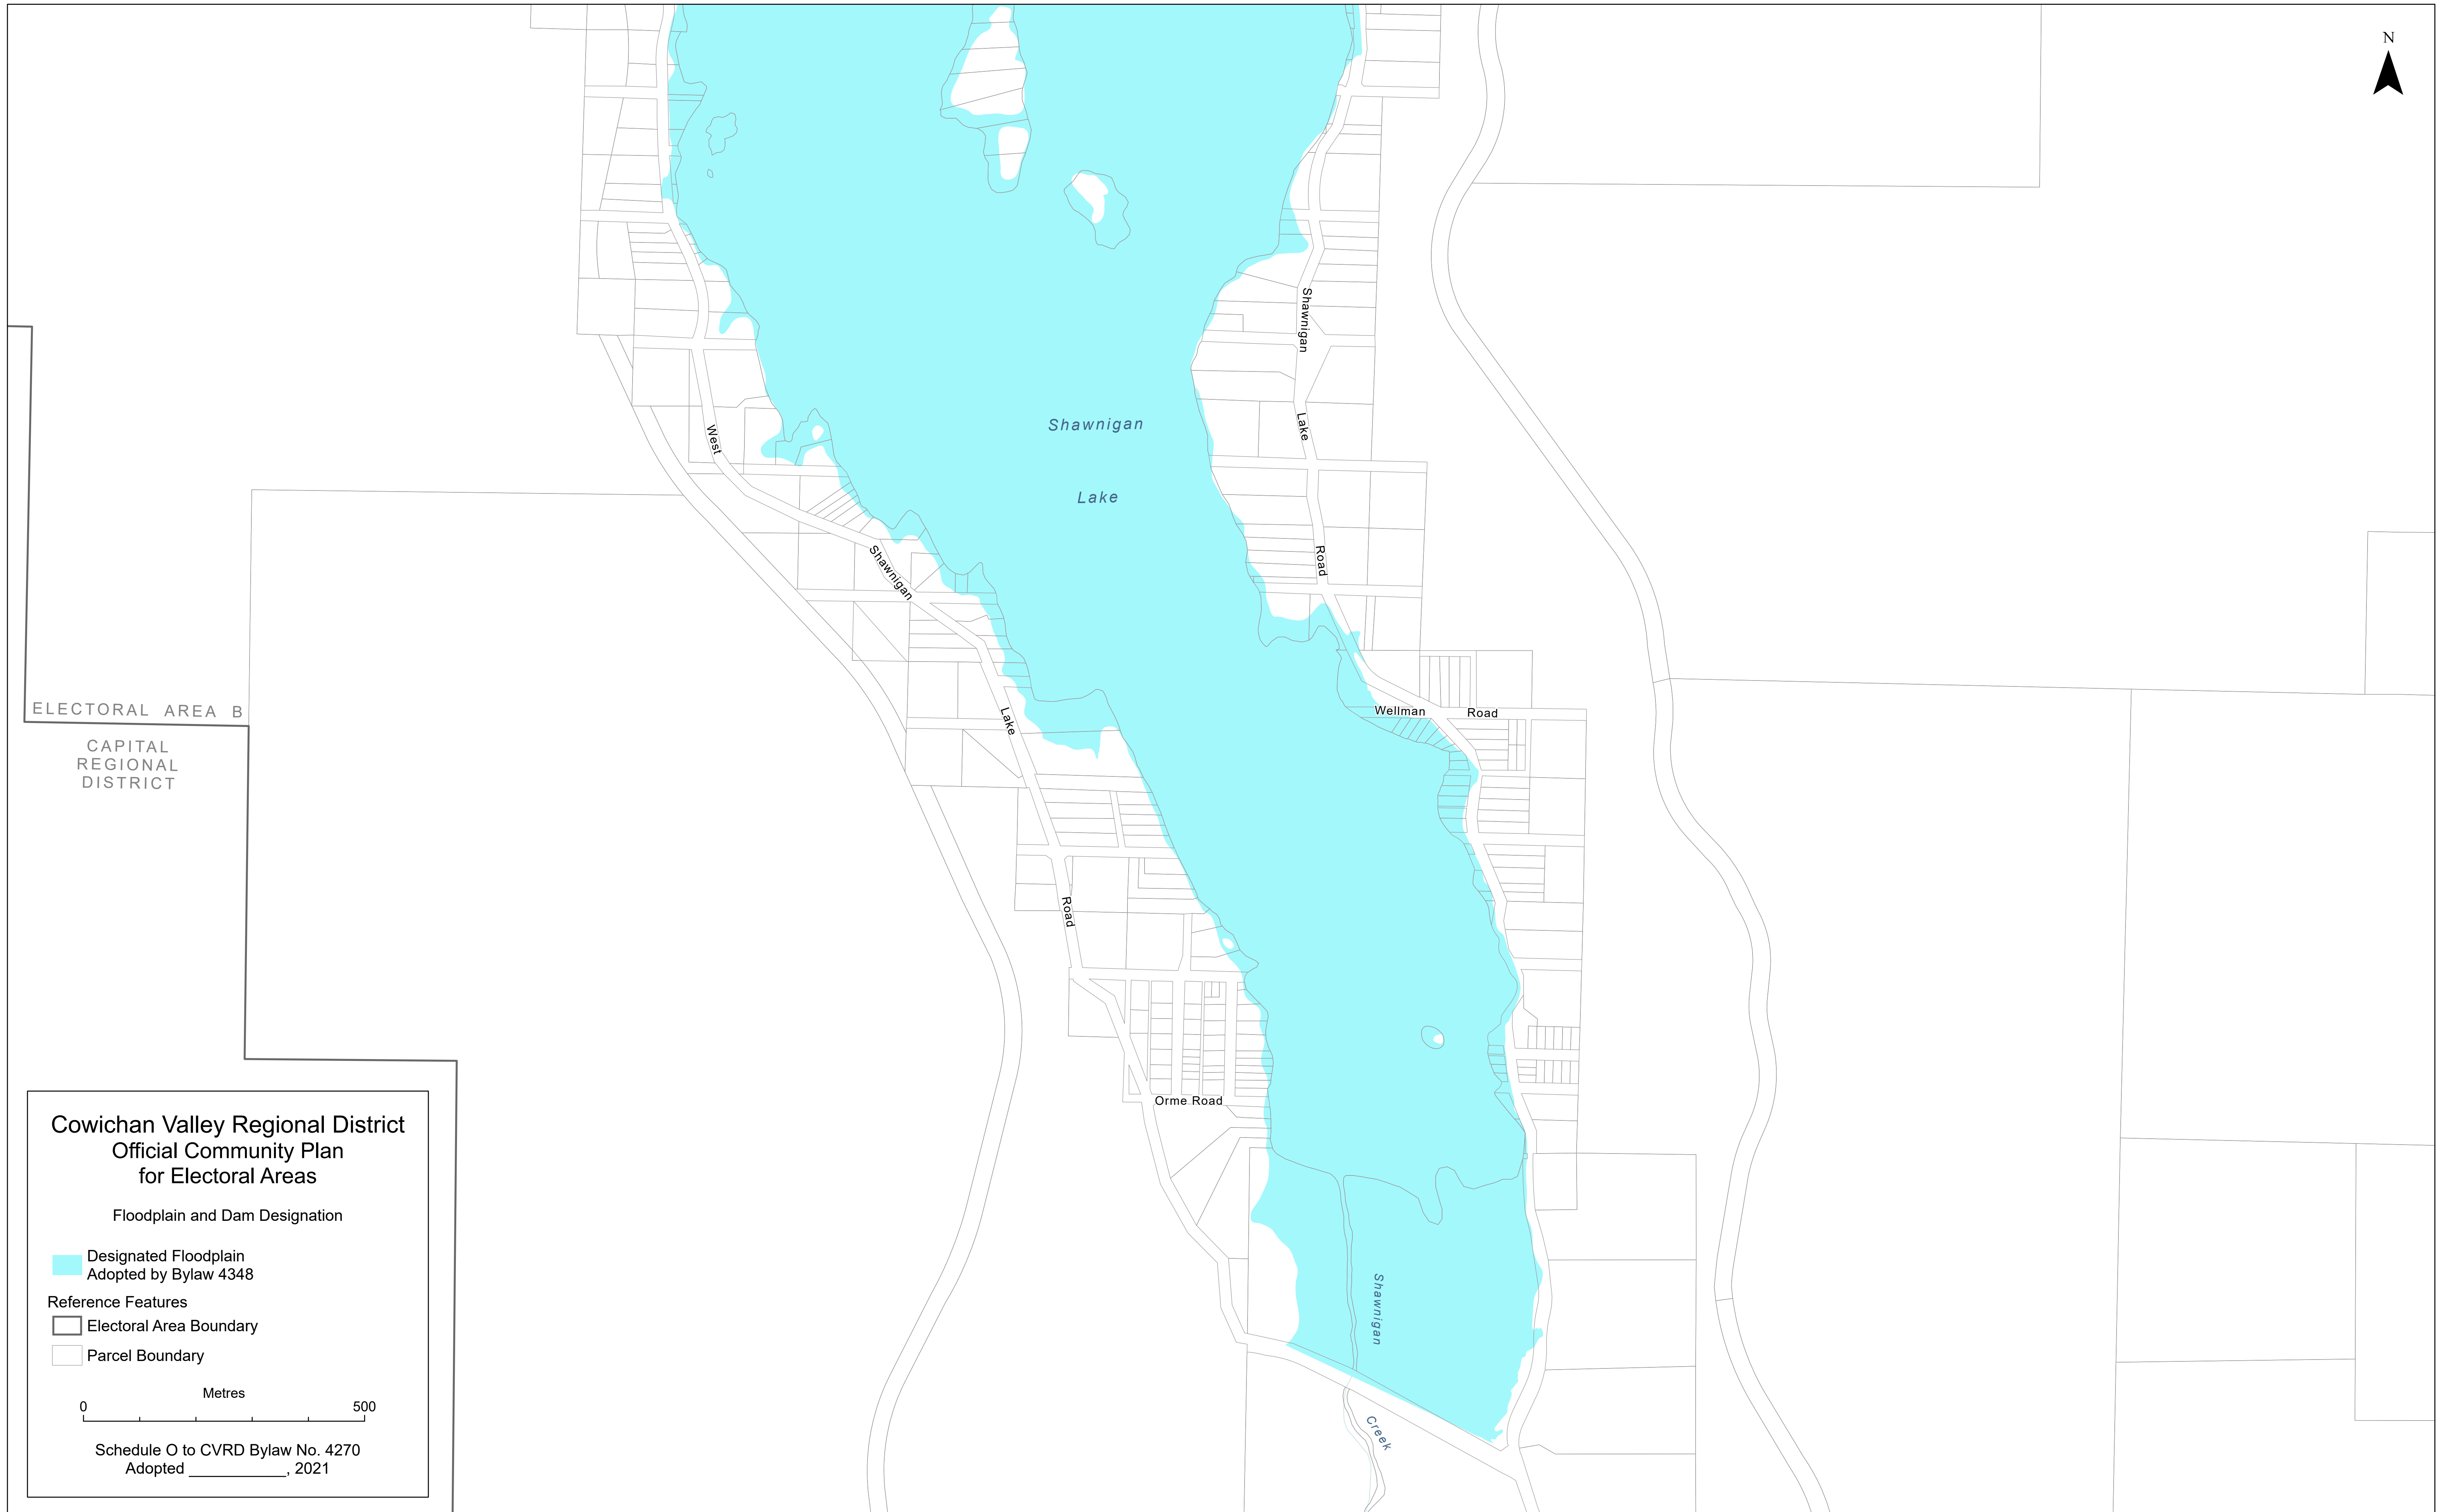 N
Shawnigan
Lake
Road
West
Shawnigan
Lake
Road
Shawnigan
Lake
Wellman Road
Orme Road
Shawnigan
Creek
ELECTORAL AREA B
CAPITAL
REGIONAL
DISTRICT
Cowichan Valley Regional District
Official Community Plan
for Electoral Areas
Floodplain and Dam Designation
Designated Floodplain
Adopted by Bylaw 4348
Reference Features
Electoral Area Boundary
Parcel Boundary
Metres
0 500
Schedule O to CVRD Bylaw No. 4270
Adopted ___________, 2021